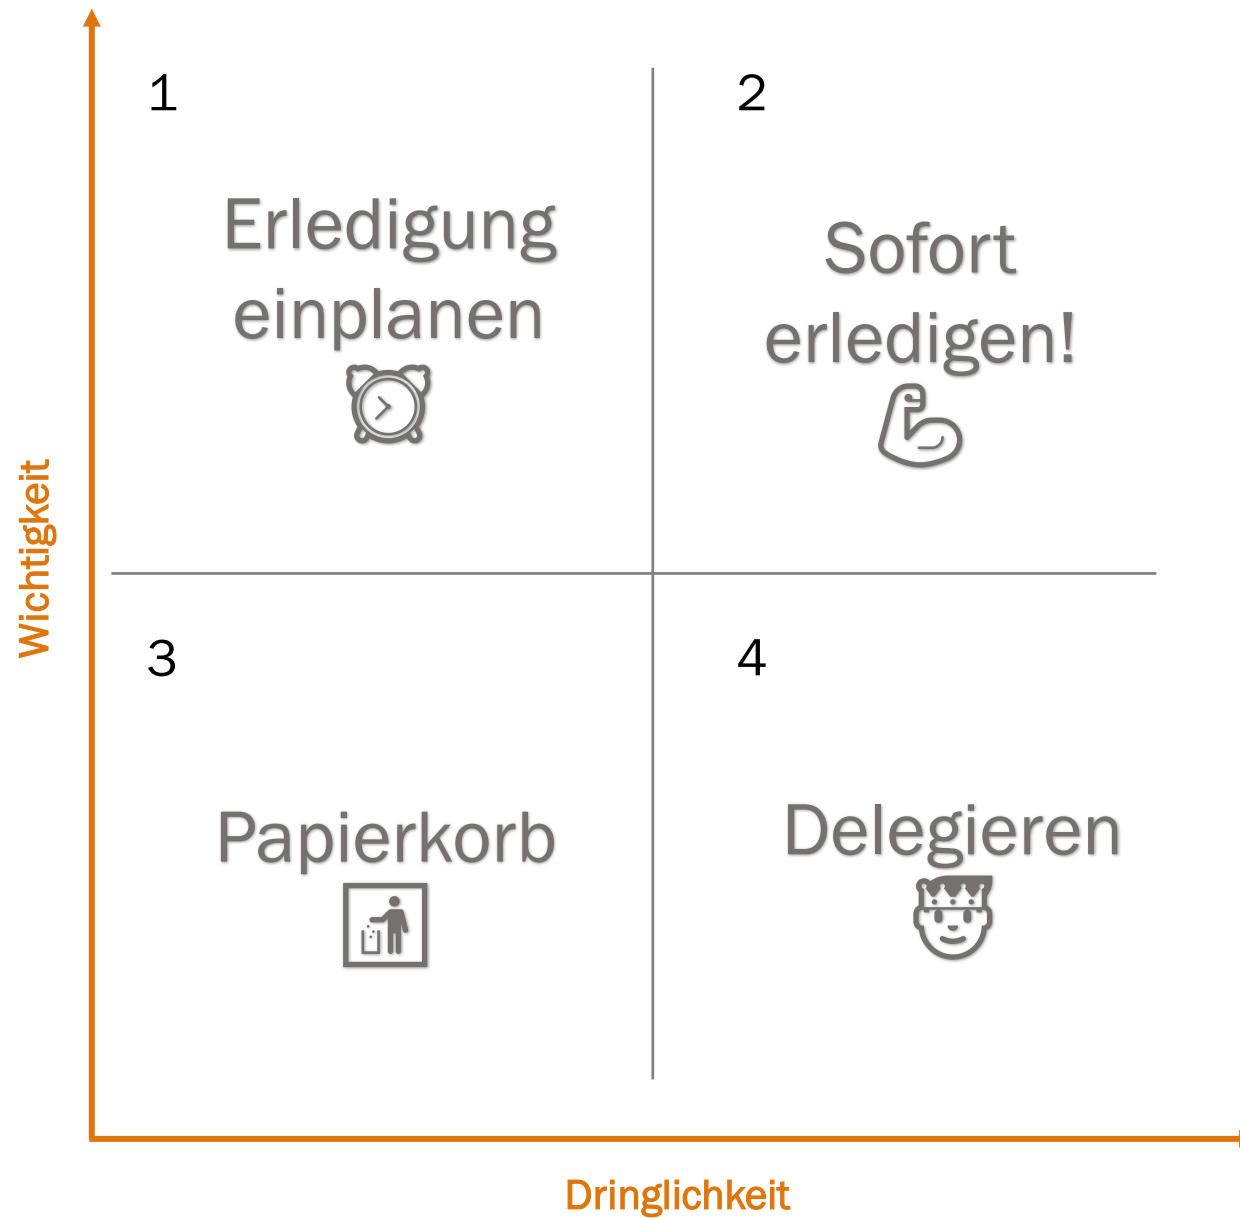 1
Erledigung
einplanen
2
Sofort
erledigen!
Wichtigkeit
3
Papierkorb
4
Delegieren
Dringlichkeit